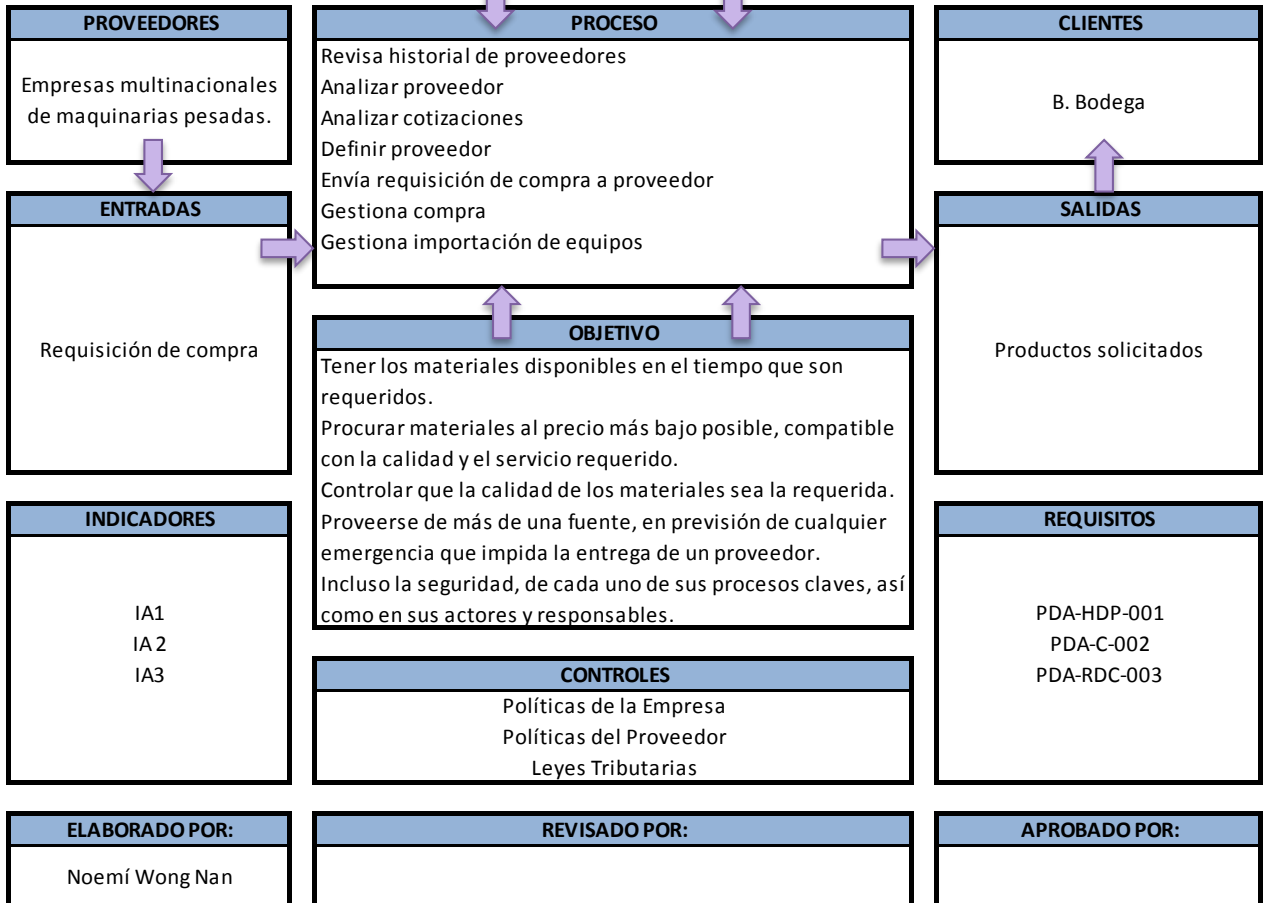 PROVEEDORES
Empresas multinacionales
de maquinarias pesadas.
PROCESO
Revisa historial de proveedores
Analizar proveedor
Analizar cotizaciones
Definir proveedor
Envía requisición de compra a proveedor
Gestiona compra
Gestiona importación de equipos
CLIENTES
B. Bodega
ENTRADAS
Requisición de compra
OBJETIVO
Tener los materiales disponibles en el tiempo que son
requeridos.
Procurar materiales al precio más bajo posible, compatible
con la calidad y el servicio requerido.
Controlar que la calidad de los materiales sea la requerida.
Proveerse de más de una fuente, en previsión de cualquier
emergencia que impida la entrega de un proveedor.
Incluso la seguridad, de cada uno de sus procesos claves, así
como en sus actores y responsables.
SALIDAS
Productos solicitados
INDICADORES
IA1
IA 2
IA3
CONTROLES
Políticas de la Empresa
Políticas del Proveedor
Leyes Tributarias
REQUISITOS
PDA-HDP-001
PDA-C-002
PDA-RDC-003
ELABORADO POR:
Noemí Wong Nan
REVISADO POR:
APROBADO POR: